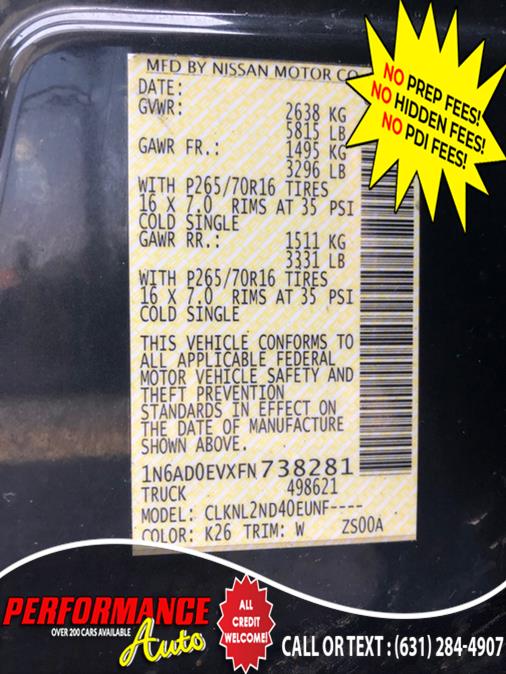 MFD BY NISSAN MOTOR CO
DATE:
GVWR: 2638 KG
5815 LB
GAWR FR.: 1495 KG
3296 LB
WITH P265/70R16 TIRES
16 X 7.0 RIMS AT 35 PSI
COLD SINGLE
GAWR RR.: 1511 KG
3331 LB
WITH P265/70R16 TIRES
16 X 7.0 RIMS AT 35 PSI
COLD SINGLE
THIS VEHICLE CONFORMS TO
ALL APPLICABLE FEDERAL
MOTOR VEHICLE SAFETY AND
THEFT PREVENTION
STANDARDS IN EFFECT ON
THE DATE OF MANUFACTURE
SHOWN ABOVE.
1N6AD0EVXFN738281
TRUCK 498621
MODEL: CLKNL2ND40EUNF----
COLOR: K26 TRIM: W ZS00A
NO PREP FEES!
NO HIDDEN FEES!
NO PDI FEES!
PERFORMANCE
OVER 200 CARS AVAILABLE
Auto
ALL
CREDIT
WELCOME!
CALL OR TEXT : (631) 284-4907